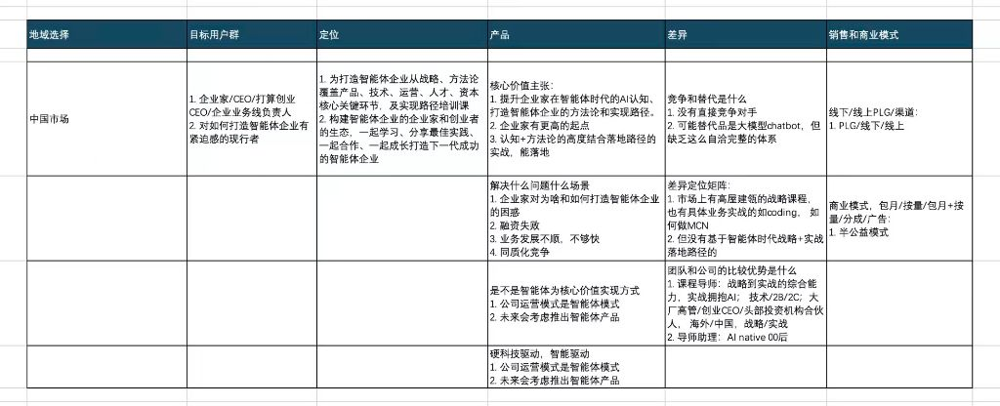 地域选择
目标用户群
定位
产品
差异
销售和商业模式
中国市场
1. 企业家/CEO/打算创业
CEO/企业业务线负责人
2. 对如何打造智能体企业有
紧迫感的现行者
1. 为打造智能体企业从战略、方法论
覆盖产品、技术、运营、人才、资本
核心关键环节，及实现路径培训课
2. 构建智能体企业的企业家和创业者
的生态，一起学习、分享最佳实践、
一起合作、一起成长打造下一代成功
的智能体企业
核心价值主张：
1. 提升企业家在智能体时代的AI认知、
打造智能体企业的方法论和实现路径。
2. 企业家有更高的起点
3. 认知+方法论的高度结合落地路径的
实战，能落地
竞争和替代是什么
1. 没有直接竞争对手
2. 可能替代品是大模型chatbot，但
缺乏这么自洽完整的体系
线下/线上PLG/渠道：
1. PLG/线下/线上
解决什么问题什么场景
1. 企业家对为啥和如何打造智能体企业
的困惑
2. 融资失败
3. 业务发展不顺，不够快
4. 同质化竞争
差异定位矩阵：
1. 市场上有高屋建瓴的战略课程，
也有具体业务实战的如coding， 如
何做MCN
2. 但没有基于智能体时代战略+实战
落地路径的
商业模式，包月/按量/包月+按
量/分成/广告：
1. 半公益模式
是不是智能体为核心价值实现方式
1. 公司运营模式是智能体模式
2. 未来会考虑推出智能体产品
团队和公司的比较优势是什么
1. 课程导师：战略到实战的综合能
力，实战拥抱AI； 技术/2B/2C；大
厂高管/创业CEO/头部投资机构合伙
人， 海外/中国，战略/实战
2. 导师助理：AI native 00后
硬科技驱动，智能驱动
1. 公司运营模式是智能体模式
2. 未来会考虑推出智能体产品